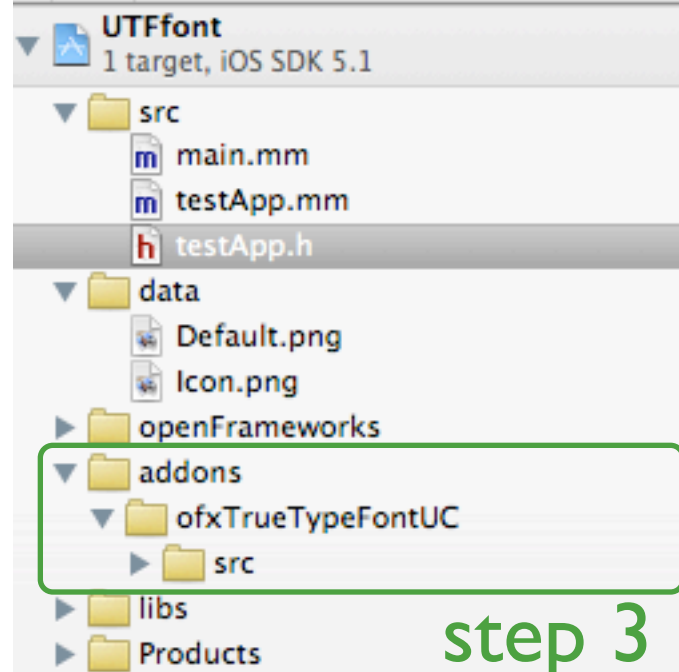 UTFfont
1 target, iOS SDK 5.1
src
m main.mm
m testApp.mm
h testApp.h
data
Default.png
Icon.png
openFrameworks
addons
ofxTrueTypeFontUC
src
libs
step 3
Products